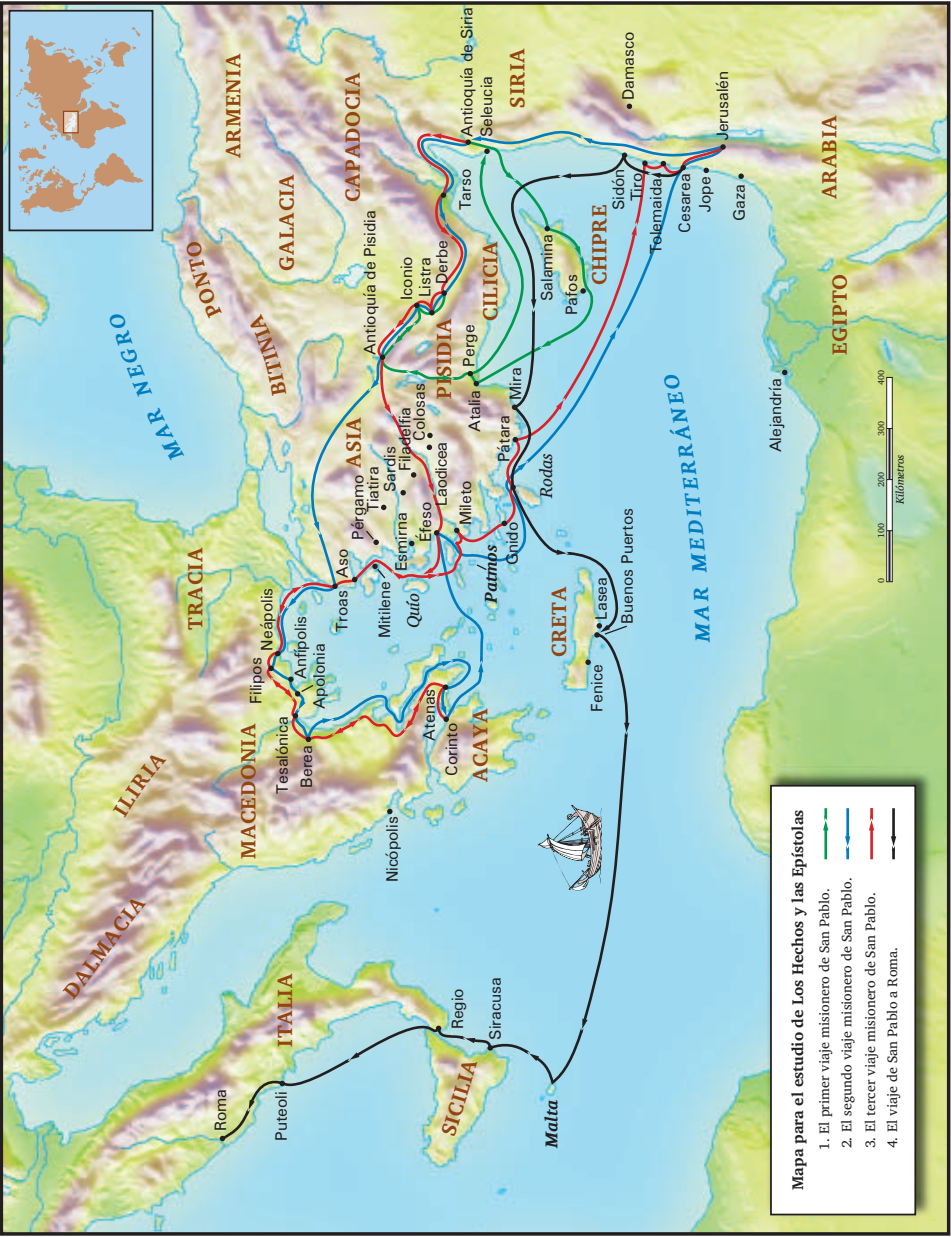 DALMACIA
ILIRIA
MACEDONIA
TRACIA
MAR NEGRO
PONTO
BITINIA
GALACIA
ARMENIA
CAPADOCIA
ASIA
PISIDIA
CILICIA
SIRIA
CHIPRE
ARABIA
EGIPTO
ITALIA
SICILIA
ACAYA
CRETA
MAR MEDITERRÁNEO
Roma
Puteoli
Regio
Siracusa
Malta
Nicópolis
Filipos
Neápolis
Anfípolis
Apolonia
Tesalónica
Berea
Atenas
Corinto
Troas
Aso
Mitilene
Quío
Pérgamo
Tiatira
Sardis
Esmirna
Filadelfia
Éfeso
Laodicea
Colosas
Mileto
Patmos
Gnido
Rodas
Pátara
Mira
Atalia
Perge
Antioquía de Pisidia
Iconio
Listra
Derbe
Tarso
Antioquía de Siria
Seleucia
Salamina
Pafos
Damasco
Sidón
Tiro
Tolemaida
Cesarea
Jope
Jerusalén
Gaza
Alejandría
Fenice
Lasea
Buenos Puertos
0 100 200 300 400
Kilómetros
Mapa para el estudio de Los Hechos y las Epístolas
1. El primer viaje misionero de San Pablo.
2. El segundo viaje misionero de San Pablo.
3. El tercer viaje misionero de San Pablo.
4. El viaje de San Pablo a Roma.